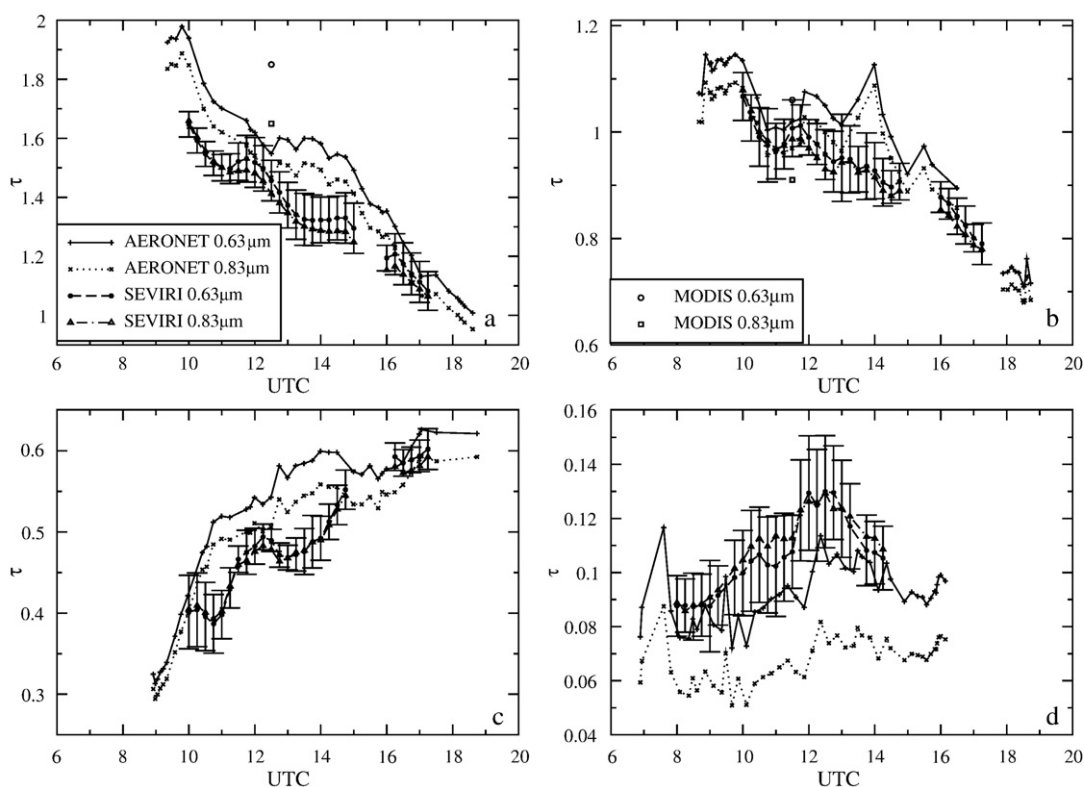 2
1.8
1.6
1.4
1.2
1
τ
AERONET 0.63μm
AERONET 0.83μm
SEVIRI 0.63μm
SEVIRI 0.83μm
a
6 8 10 12 14 16 18 20
UTC
1.2
1
0.8
0.6
τ
MODIS 0.63μm
MODIS 0.83μm
b
6 8 10 12 14 16 18 20
UTC
0.6
0.5
0.4
0.3
τ
c
6 8 10 12 14 16 18 20
UTC
0.16
0.14
0.12
0.1
0.08
0.06
0.04
τ
d
6 8 10 12 14 16 18 20
UTC